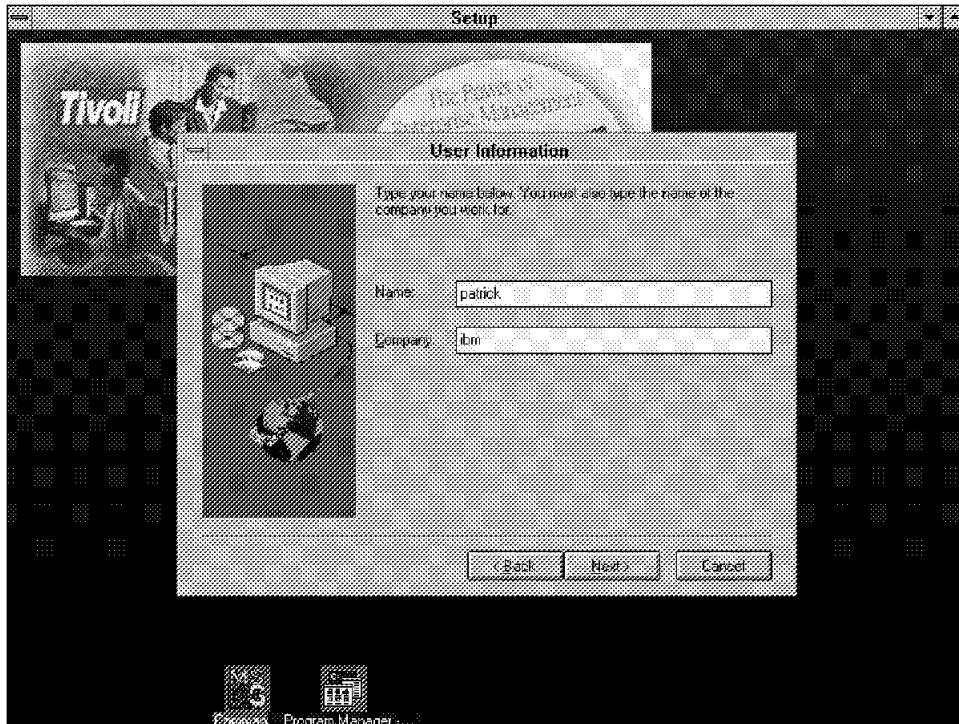 Setup
Tivoli
The Power of
Management
User Information
Type your name below. You must also type the name of the
company you work for.
Name: patrick
Company: ibm
< Back Next > Cancel
Program Manager - ...